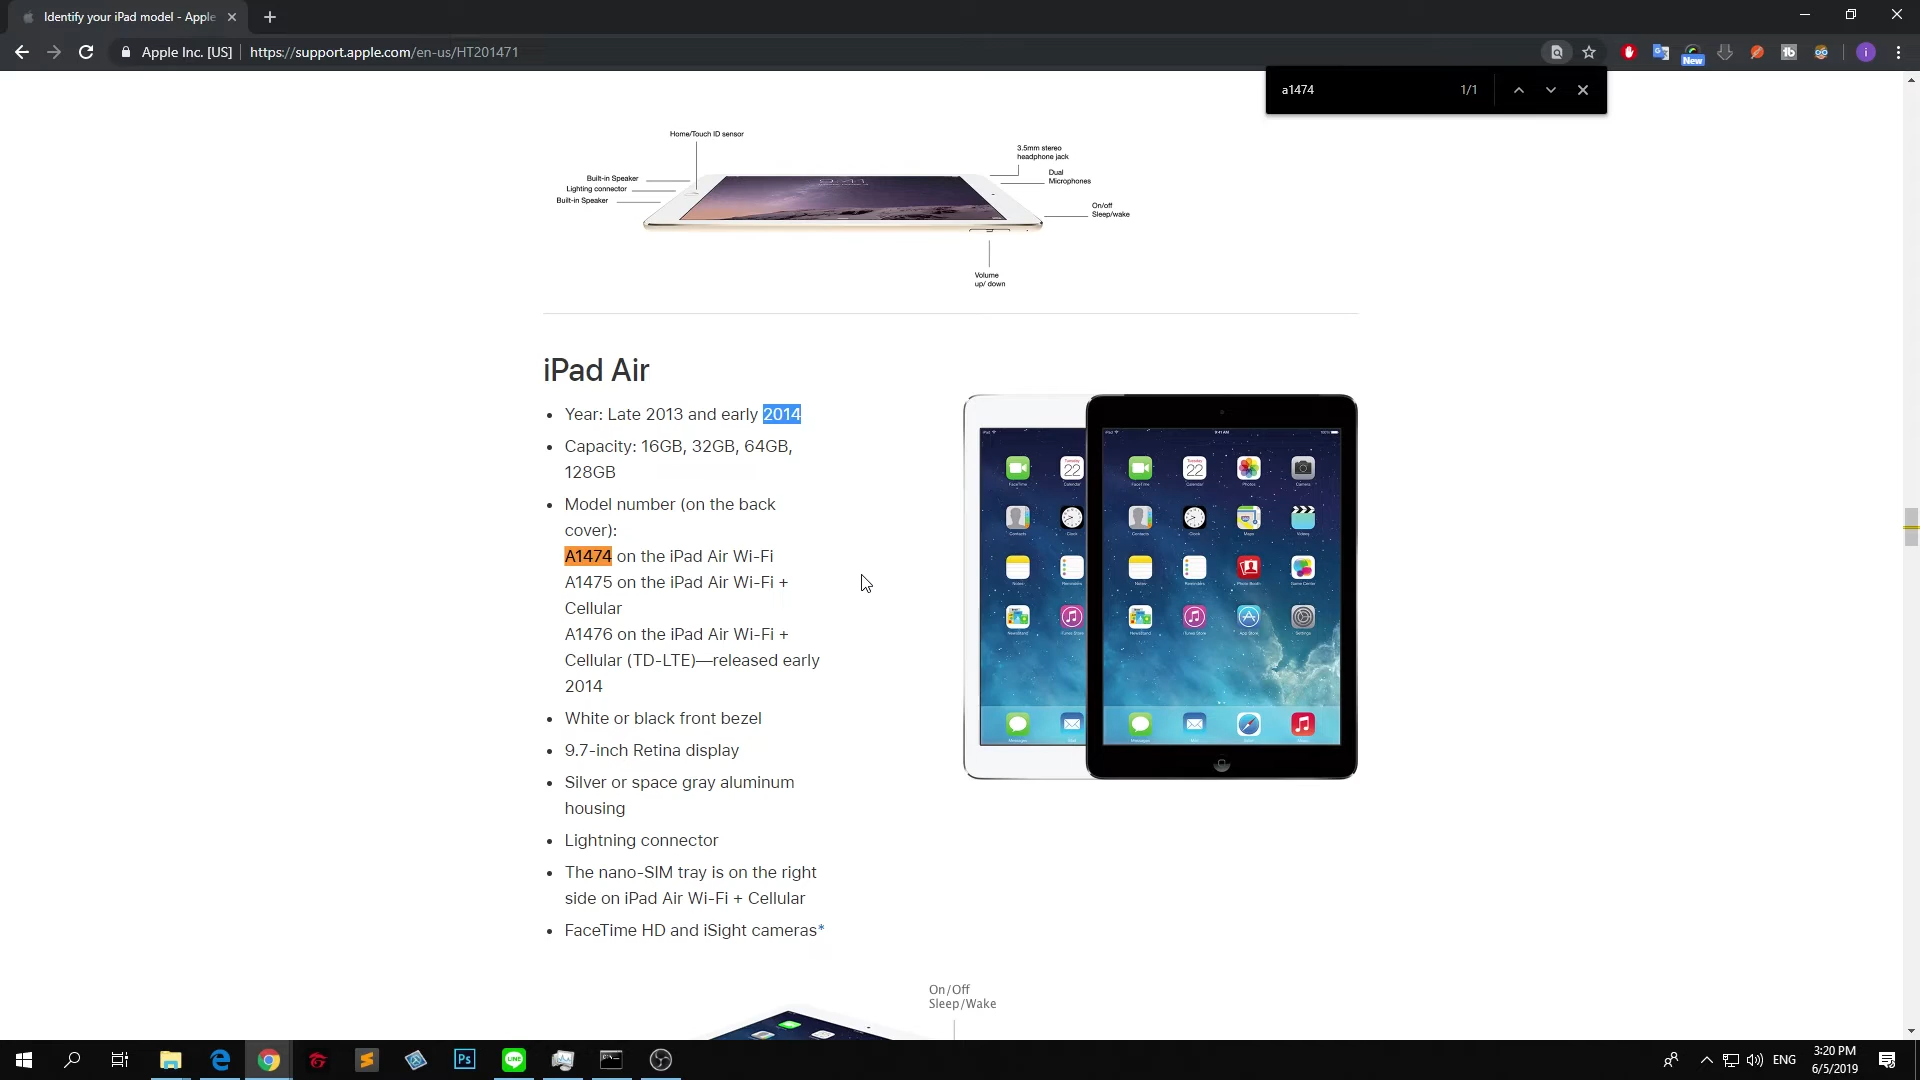 Identify your iPad model - Apple
Apple Inc. [US]
https://support.apple.com/en-us/HT201471
New
i
a1474
1/1
Home/Touch ID sensor
3.5mm stereo
headphone jack
Built-in Speaker
Lighting connector
Built-in Speaker
Dual
Microphones
On/off
Sleep/wake
Volume
up/ down
iPad Air
Year: Late 2013 and early 2014
Capacity: 16GB, 32GB, 64GB,
128GB
Model number (on the back
cover):
A1474 on the iPad Air Wi-Fi
A1475 on the iPad Air Wi-Fi +
Cellular
A1476 on the iPad Air Wi-Fi +
Cellular (TD-LTE)—released early
2014
White or black front bezel
9.7-inch Retina display
Silver or space gray aluminum
housing
Lightning connector
The nano-SIM tray is on the right
side on iPad Air Wi-Fi + Cellular
FaceTime HD and iSight cameras*
22
22
On/Off
Sleep/Wake
Ps
LINE
ENG
3:20 PM
6/5/2019